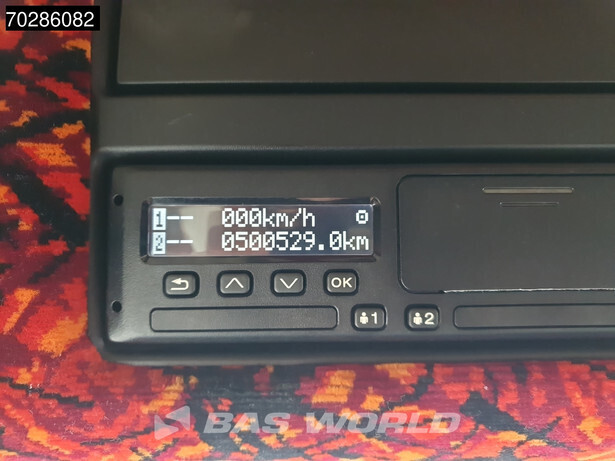 70286082
1-- 000km/h
2-- 0500529.0km
OK
1 2
BAS WORLD